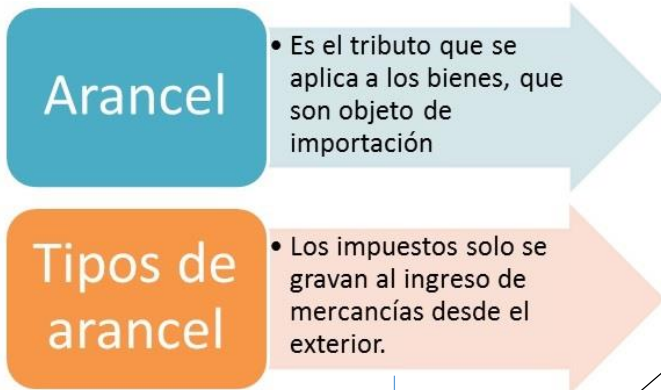 Arancel
• Es el tributo que se
aplica a los bienes, que
son objeto de
importación
Tipos de
arancel
• Los impuestos solo se
gravan al ingreso de
mercancías desde el
exterior.